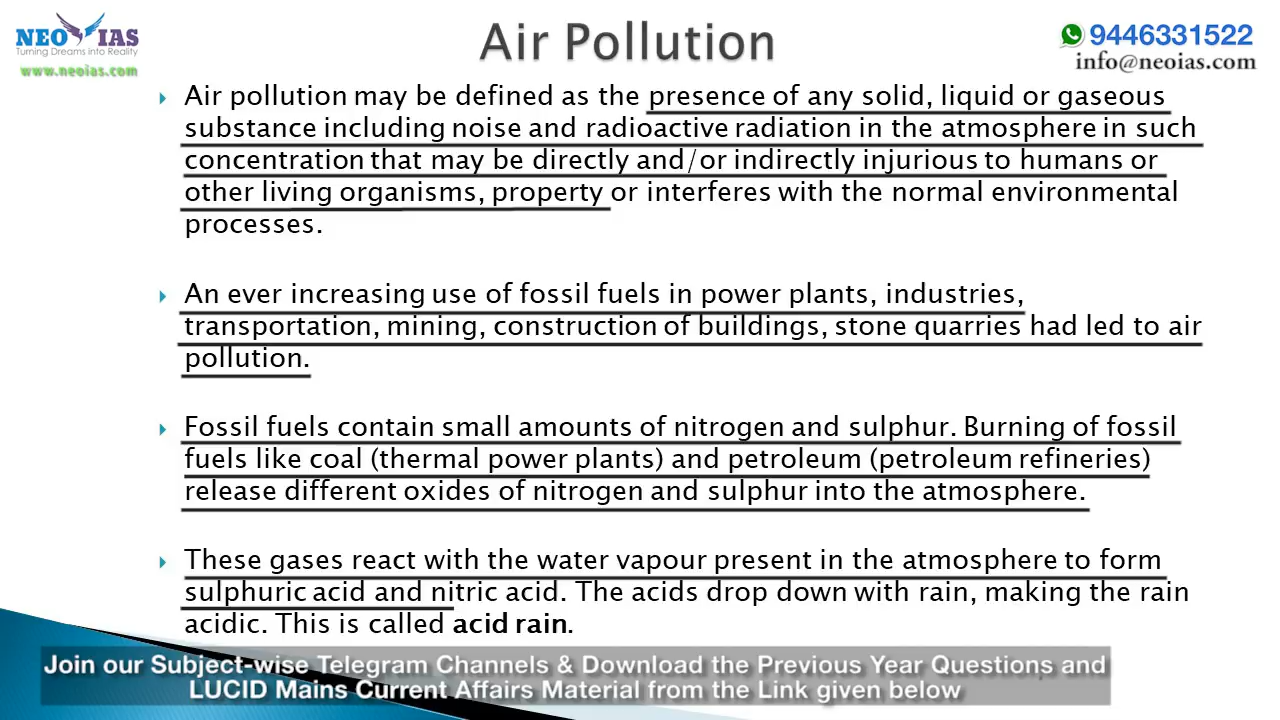 NEO IAS
Turning Dreams into Reality
www.neoias.com
Air Pollution
9446331522
info@neoias.com
Air pollution may be defined as the presence of any solid, liquid or gaseous
substance including noise and radioactive radiation in the atmosphere in such
concentration that may be directly and/or indirectly injurious to humans or
other living organisms, property or interferes with the normal environmental
processes.
An ever increasing use of fossil fuels in power plants, industries,
transportation, mining, construction of buildings, stone quarries had led to air
pollution.
Fossil fuels contain small amounts of nitrogen and sulphur. Burning of fossil
fuels like coal (thermal power plants) and petroleum (petroleum refineries)
release different oxides of nitrogen and sulphur into the atmosphere.
These gases react with the water vapour present in the atmosphere to form
sulphuric acid and nitric acid. The acids drop down with rain, making the rain
acidic. This is called acid rain.
Join our Subject-wise Telegram Channels & Download the Previous Year Questions and
LUCID Mains Current Affairs Material from the Link given below